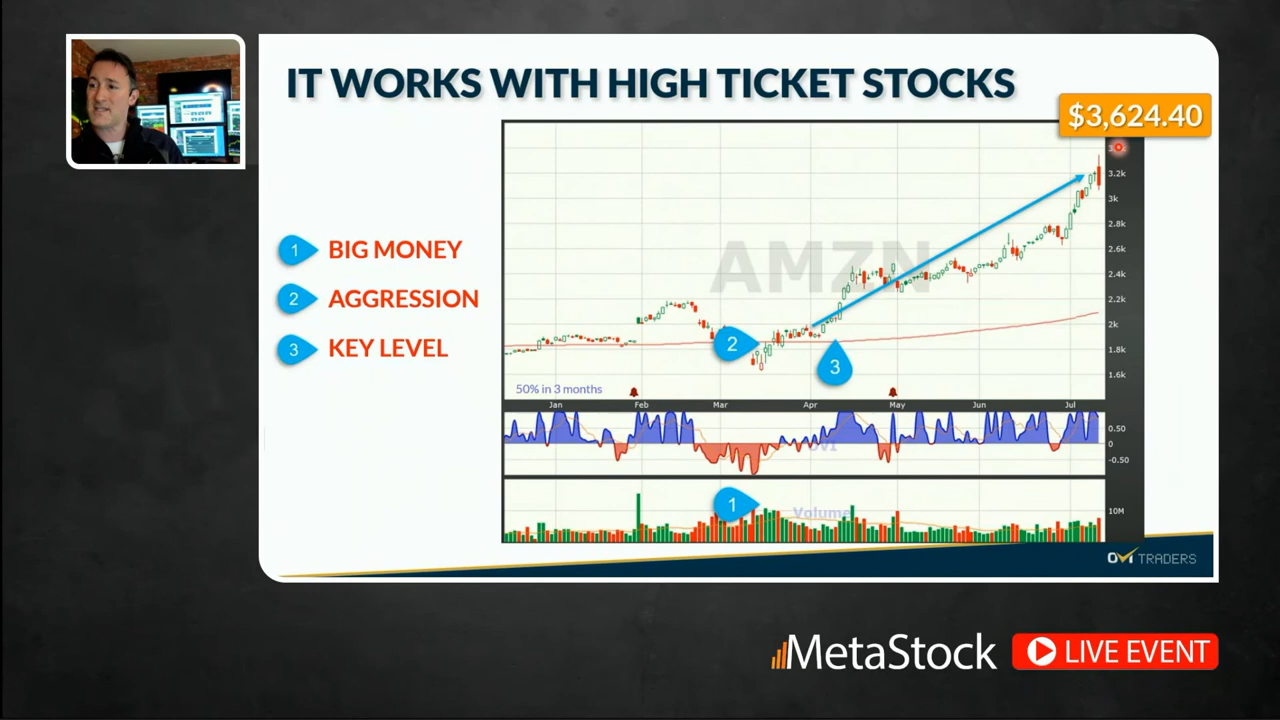 IT WORKS WITH HIGH TICKET STOCKS
$3,624.40
1 BIG MONEY
2 AGGRESSION
3 KEY LEVEL
AMZN
3.2k
3k
2.8k
2.6k
2.4k
2.2k
2k
1.8k
1.6k
2
3
50% in 3 months
Jan Feb Mar Apr May Jun Jul
OVI
0.50
0
-0.50
1
Volume
10M
OVI TRADERS
MetaStock
LIVE EVENT